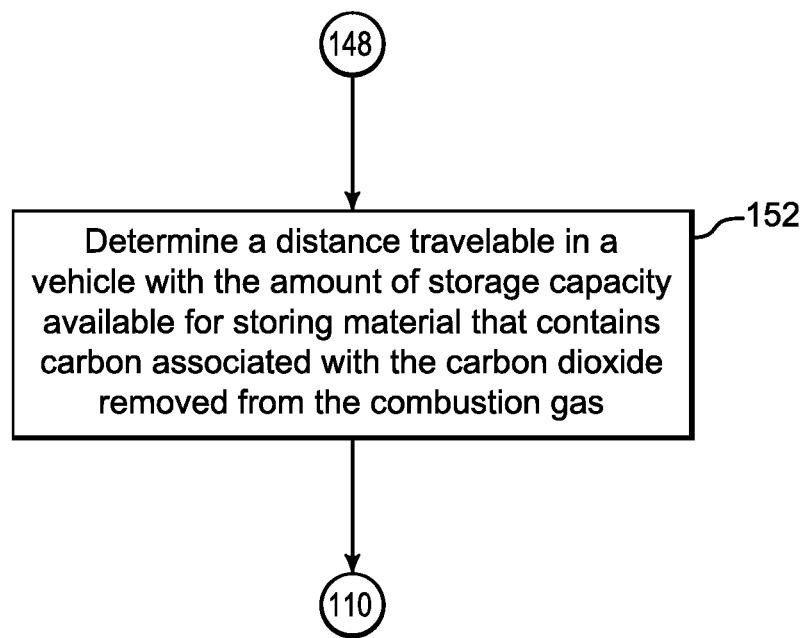 148
152
Determine a distance travelable in a
vehicle with the amount of storage capacity
available for storing material that contains
carbon associated with the carbon dioxide
removed from the combustion gas
110